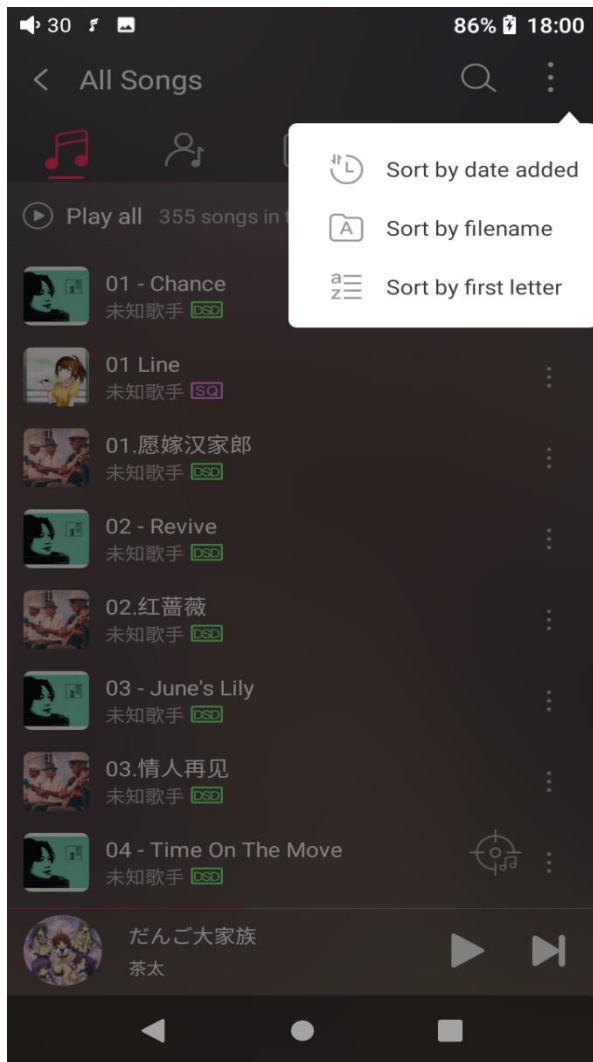 30
86% 18:00
All Songs
Play all 355 songs in
Sort by date added
A Sort by filename
a z Sort by first letter
01 - Chance
未知歌手 DSD
01 Line
未知歌手 SQ
01.愿嫁汉家郎
未知歌手 DSD
02 - Revive
未知歌手 DSD
02.红蔷薇
未知歌手 DSD
03 - June's Lily
未知歌手 DSD
03.情人再见
未知歌手 DSD
04 - Time On The Move
未知歌手 DSD
だんご大家族
茶太